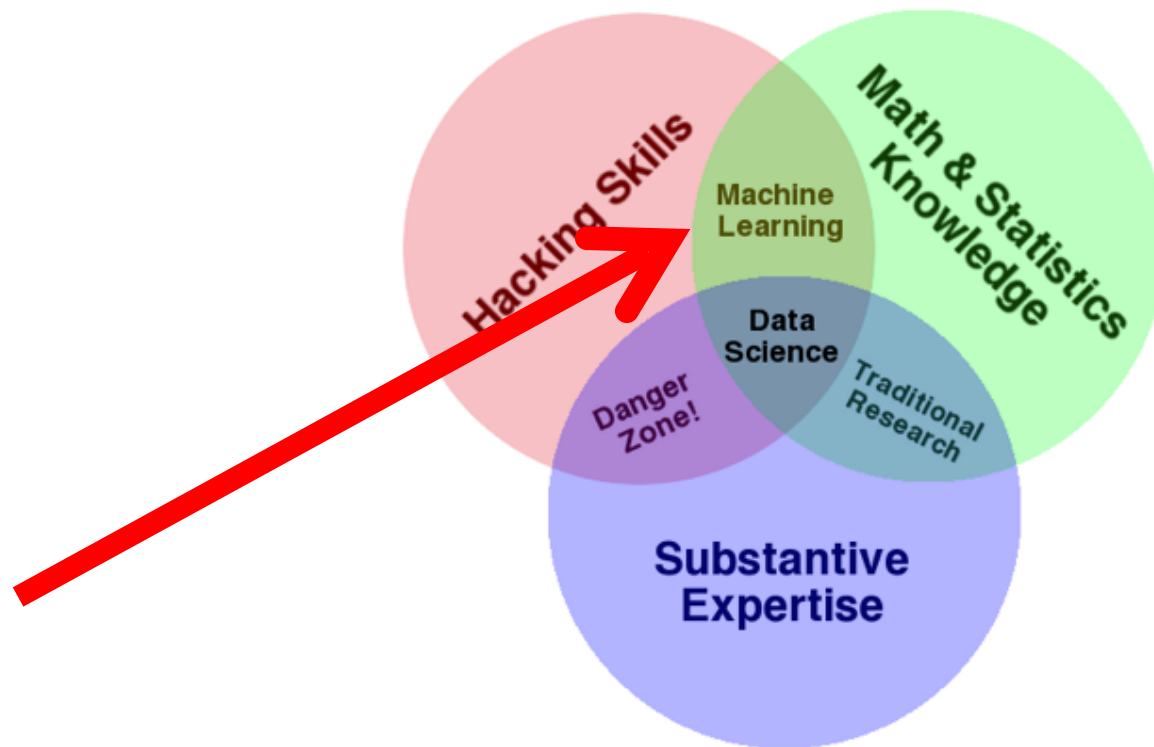 Hacking Skills
Math & Statistics
Knowledge
Machine
Learning
Data
Science
Danger
Zone!
Traditional
Research
Substantive
Expertise